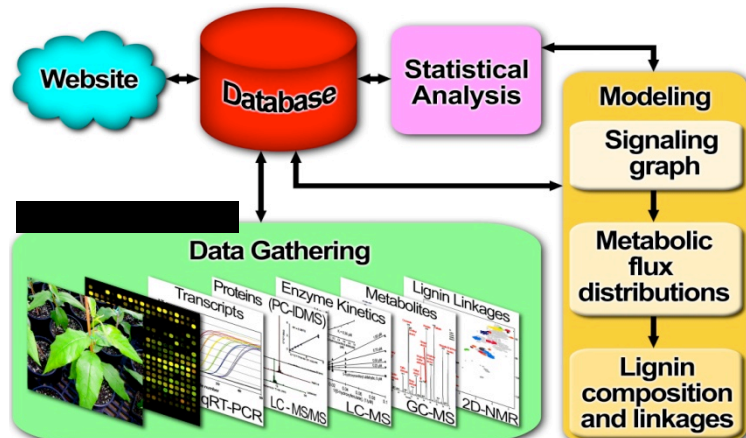 Website
Database
Statistical
Analysis
Modeling
Signaling
graph
Metabolic
flux
distributions
Lignin
composition
and linkages
Data Gathering
Transcripts
qRT-PCR
Proteins
(PC-IDMS)
LC - MS/MS
Enzyme Kinetics
LC-MS
Metabolites
GC-MS
Lignin Linkages
2D-NMR